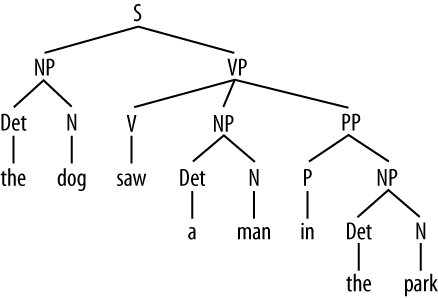 S
NP VP
Det N V NP PP
the dog saw Det N P NP
a man in Det N
the park